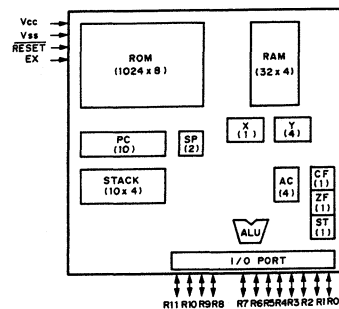 Vcc
Vss
RESET
EX
ROM
(1024 x 8)
RAM
(32 x 4)
PC
(10)
SP
(2)
X
(1)
Y
(4)
STACK
(10 x 4)
AC
(4)
CF
(1)
ZF
(1)
ST
(1)
ALU
I/O PORT
R11 R10 R9 R8 R7 R6 R5 R4 R3 R2 R1 R0